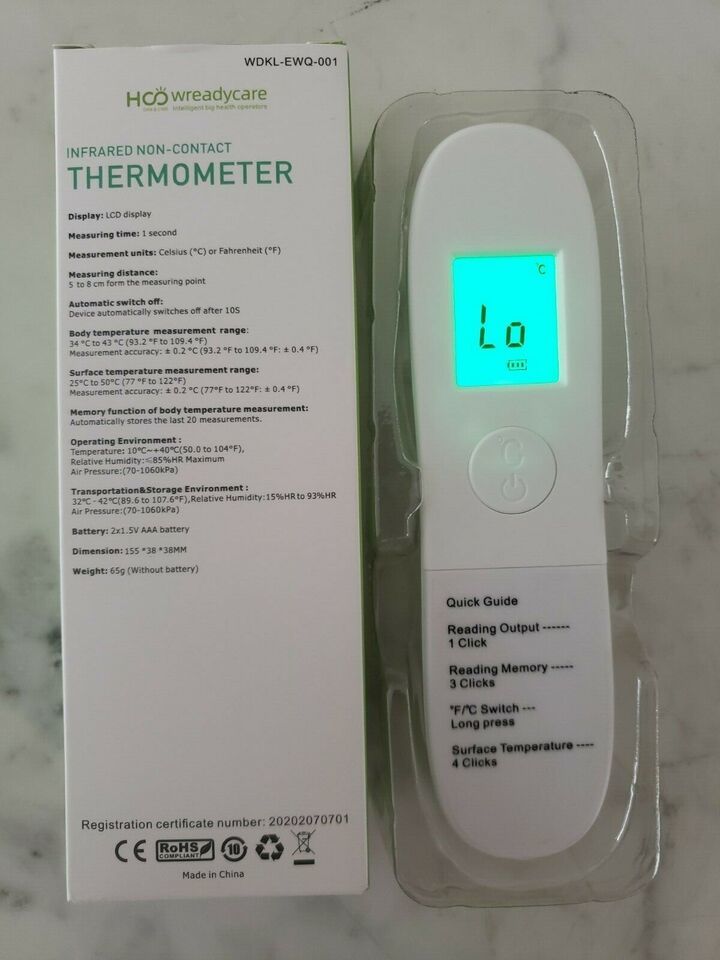 WDKL-EWQ-001
HOO wreadycare
intelligent big health operators
INFRARED NON-CONTACT
THERMOMETER
Display: LCD display
Measuring time: 1 second
Measurement units: Celsius (°C) or Fahrenheit (°F)
Measuring distance:
5 to 8 cm form the measuring point
Automatic switch off:
Device automatically switches off after 10S
Body temperature measurement range:
34 °C to 43 °C (93.2 °F to 109.4 °F)
Measurement accuracy: ± 0.2 °C (93.2 °F to 109.4 °F: ± 0.4 °F)
Surface temperature measurement range:
25°C to 50°C (77 °F to 122°F)
Measurement accuracy: ± 0.2 °C (77°F to 122°F: ± 0.4 °F)
Memory function of body temperature measurement:
Automatically stores the last 20 measurements.
Operating Environment :
Temperature: 10℃~+40℃(50.0 to 104°F),
Relative Humidity:≤85%HR Maximum
Air Pressure:(70-1060kPa)
Transportation&Storage Environment :
32℃ - 42℃(89.6 to 107.6°F),Relative Humidity:15%HR to 93%HR
Air Pressure:(70-1060kPa)
Battery: 2x1.5V AAA battery
Dimension: 155 *38 *38MM
Weight: 65g (Without battery)
Registration certificate number: 20202070701
CE RoHS COMPLIANT 10
Made in China
℃
Lo
℃
Quick Guide
Reading Output ------
1 Click
Reading Memory -----
3 Clicks
°F/℃ Switch ---
Long press
Surface Temperature ----
4 Clicks